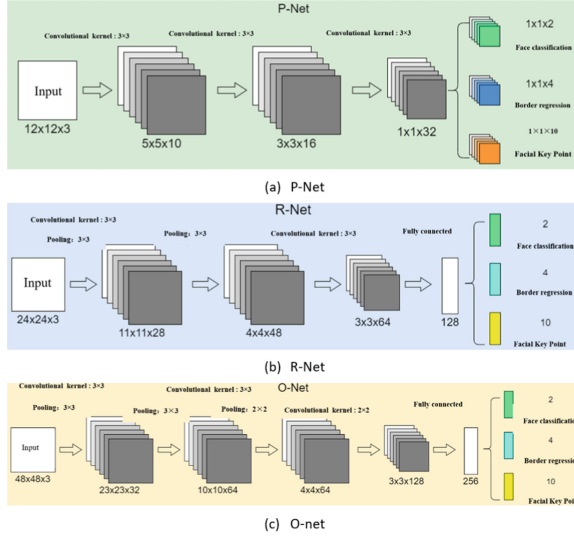 P-Net
Convolutional kernel : 3×3
Convolutional kernel : 3×3
Convolutional kernel : 3×3
1x1x2
Face classification
Input
1x1x4
Border regression
12x12x3
5x5x10
3x3x16
1x1x32
1×1×10
Facial Key Point
(a) P-Net
R-Net
Convolutional kernel : 3×3
Pooling: 3×3
Pooling: 3×3
Convolutional kernel : 3×3
Fully connected
2
Face classification
Input
4
Border regression
24x24x3
11x11x28
4x4x48
3x3x64
128
10
Facial Key Point
(b) R-Net
O-Net
Convolutional kernel : 3×3
Convolutional kernel : 3×3
Pooling: 3×3
Pooling: 3×3
Pooling: 2×2
Convolutional kernel : 2×2
Fully connected
2
Face classification
Input
4
Border regression
48x48x3
23x23x32
10x10x64
4x4x64
3x3x128
256
10
Facial Key Poin
(c) O-net